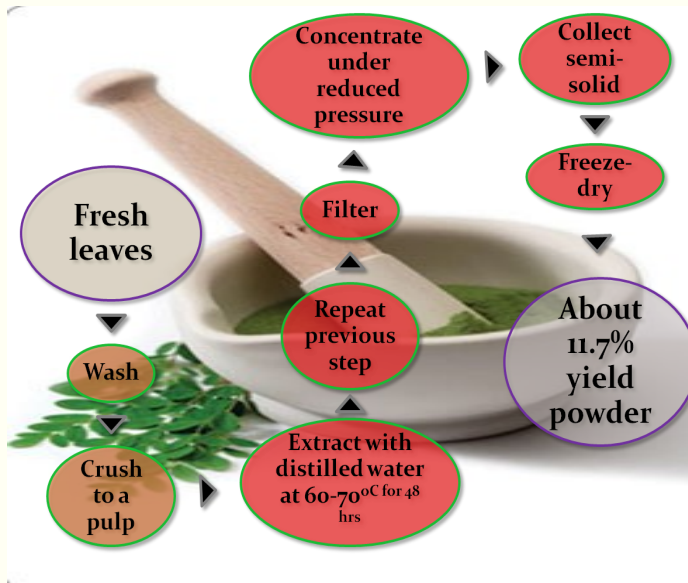 Fresh
leaves
Wash
Crush
to a
pulp
Extract with
distilled water
at 60-70⁰C for 48
hrs
Repeat
previous
step
Filter
Concentrate
under
reduced
pressure
Collect
semi-
solid
Freeze-
dry
About
11.7%
yield
powder